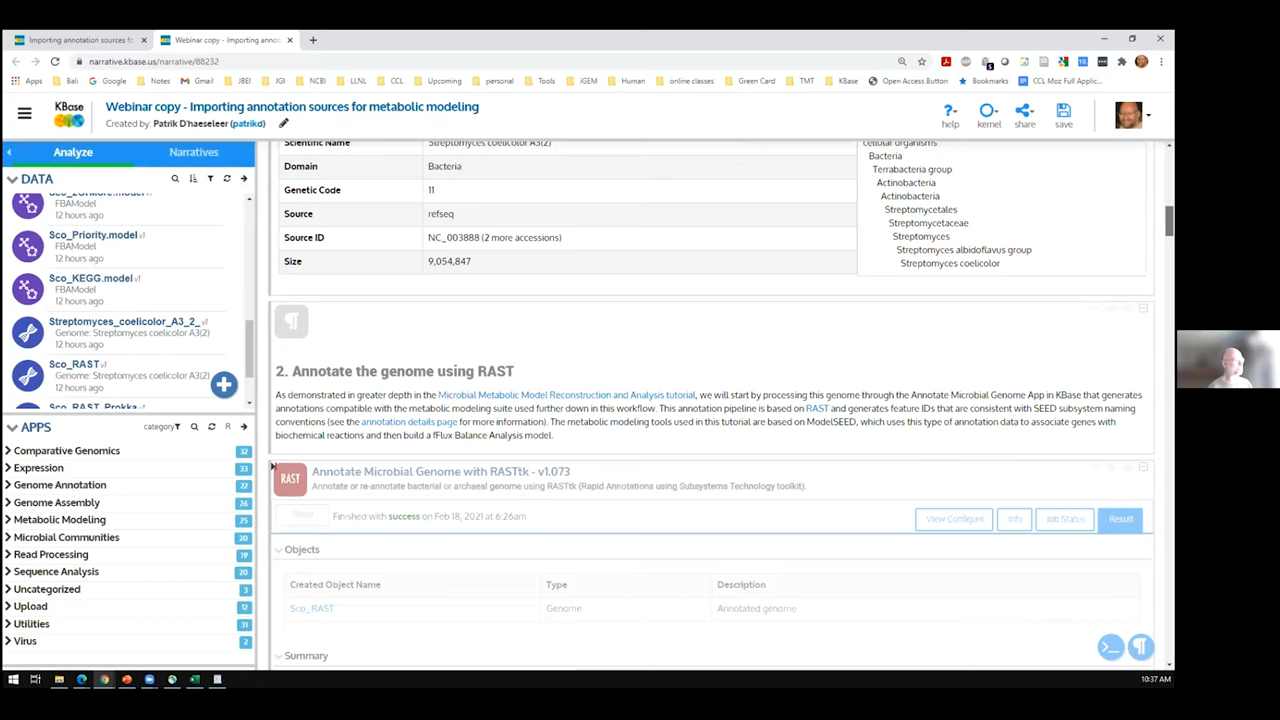 Importing annotation sources fo
Webinar copy - Importing annot
narrative.kbase.us/narrative/88232
Apps
Bali
Google
Notes
Gmail
JBEI
JGI
NCBI
LLNL
CCL
Upcoming
personal
Tools
iGEM
Human
online classes
Green Card
TMT
KBase
Open Access Button
Bookmarks
CCL Moz Full Applic...
KBase
Webinar copy - Importing annotation sources for metabolic modeling
Created by: Patrik D'haeseleer (patrikd)
help
kernel
share
save
Analyze
Narratives
DATA
FBAModel
12 hours ago
Sco_Priority.model v1
FBAModel
12 hours ago
Sco_KEGG.model v1
FBAModel
12 hours ago
Streptomyces_coelicolor_A3_2_ v1
Genome: Streptomyces coelicolor A3(2)
12 hours ago
Sco_RAST v1
Genome: Streptomyces coelicolor A3(2)
12 hours ago
Sco_RAST_Prokka
APPS
category
R
Comparative Genomics 32
Expression 33
Genome Annotation 22
Genome Assembly 26
Metabolic Modeling 25
Microbial Communities 20
Read Processing 19
Sequence Analysis 20
Uncategorized 3
Upload 12
Utilities 31
Virus 2
Scientific Name Streptomyces coelicolor A3(2)
Domain Bacteria
Genetic Code 11
Source refseq
Source ID NC_003888 (2 more accessions)
Size 9,054,847
cellular organisms
Bacteria
Terrabacteria group
Actinobacteria
Actinobacteria
Streptomycetales
Streptomycetaceae
Streptomyces
Streptomyces albidoflavus group
Streptomyces coelicolor
2. Annotate the genome using RAST
As demonstrated in greater depth in the Microbial Metabolic Model Reconstruction and Analysis tutorial, we will start by processing this genome through the Annotate Microbial Genome App in KBase that generates
annotations compatible with the metabolic modeling suite used further down in this workflow. This annotation pipeline is based on RAST and generates feature IDs that are consistent with SEED subsystem naming
conventions (see the annotation details page for more information). The metabolic modeling tools used in this tutorial are based on ModelSEED, which uses this type of annotation data to associate genes with
biochemical reactions and then build a fFlux Balance Analysis model.
RAST
Annotate Microbial Genome with RASTtk - v1.073
Annotate or re-annotate bacterial or archaeal genome using RASTtk (Rapid Annotations using Subsystems Technology toolkit).
Reset
Finished with success on Feb 18, 2021 at 6:26am
View Configure
Info
Job Status
Result
Objects
Created Object Name Type Description
Sco_RAST Genome Annotated genome
Summary
10:37 AM